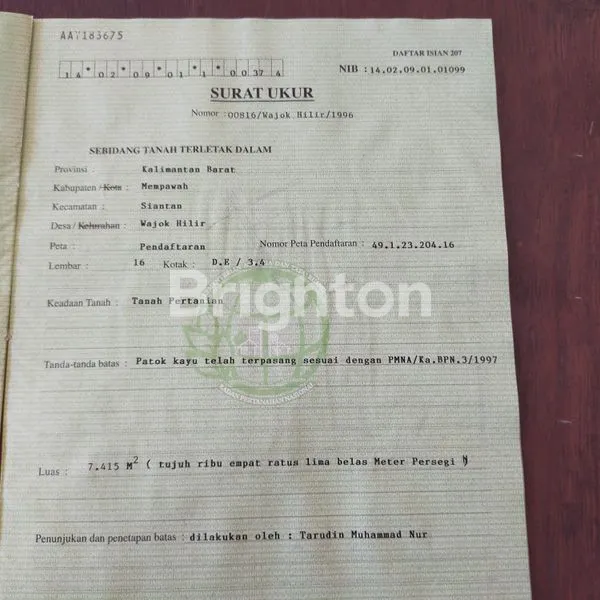 AAY183675
DAFTAR ISIAN 207
14*02*09*01*1*00374
NIB : 14.02.09.01.01099
SURAT UKUR
Nomor : 00816/Wajok Hilir/1996
SEBIDANG TANAH TERLETAK DALAM
Provinsi : Kalimantan Barat
Kabupaten / Kota : Mempawah
Kecamatan : Siantan
Desa / Kelurahan : Wajok Hilir
Peta : Pendaftaran Nomor Peta Pendaftaran : 49.1.23.204.16
Lembar : 16 Kotak : D.E / 3.4
Brighton
Keadaan Tanah : Tanah Pertanian
Tanda-tanda batas : Patok kayu telah terpasang sesuai dengan PMNA/Ka.BPN.3/1997
BADAN PERTANAHAN NASIONAL
Luas : 7.415 M2 ( tujuh ribu empat ratus lima belas Meter Persegi )
Penunjukan dan penetapan batas : dilakukan oleh : Tarudin Muhammad Nur